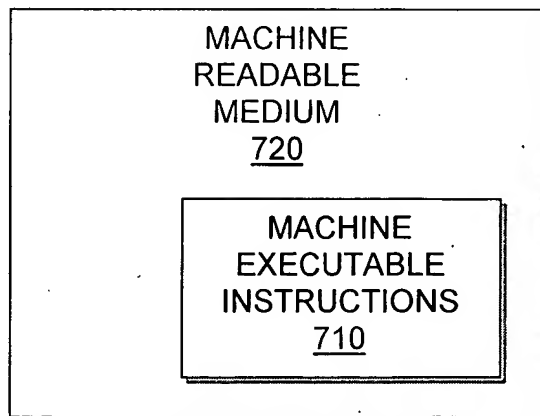 MACHINE
READABLE
MEDIUM
720
MACHINE
EXECUTABLE
INSTRUCTIONS
710